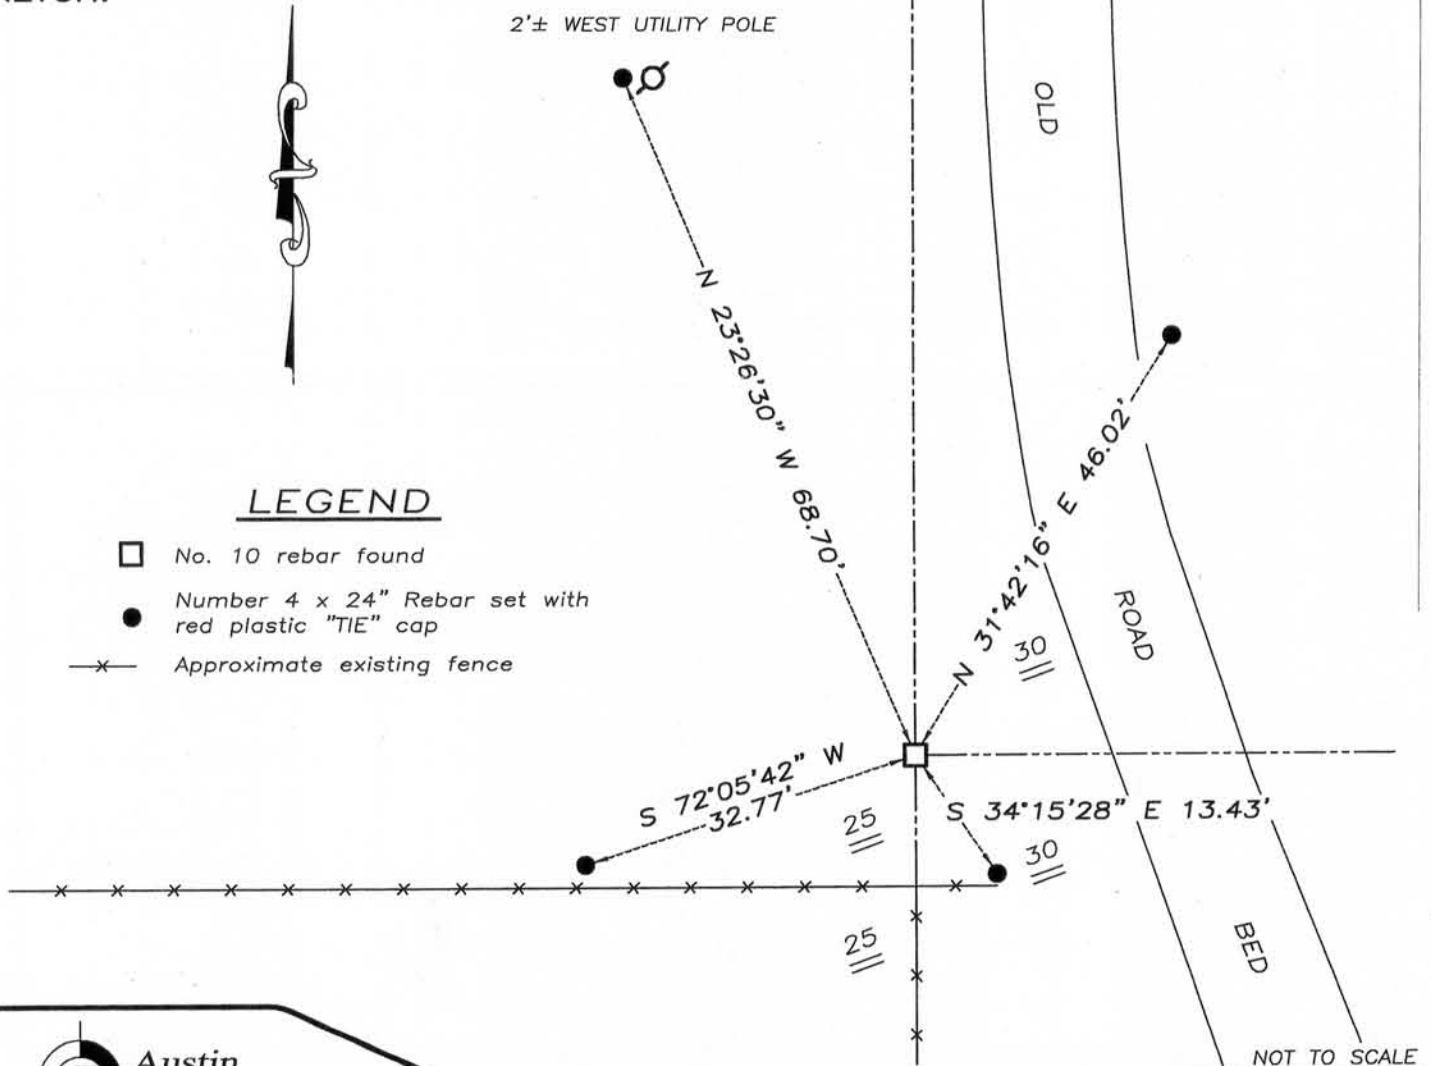 2'± WEST UTILITY POLE
OLD
N 23°26'30" W 68.70'
N 31°42'16" E 46.02'
LEGEND
No. 10 rebar found
Number 4 x 24" Rebar set with
red plastic "TIE" cap
Approximate existing fence
ROAD
30
S 72°05'42" W
32.77'
25
S 34°15'28" E 13.43'
30
25
BED
Austin
NOT TO SCALE